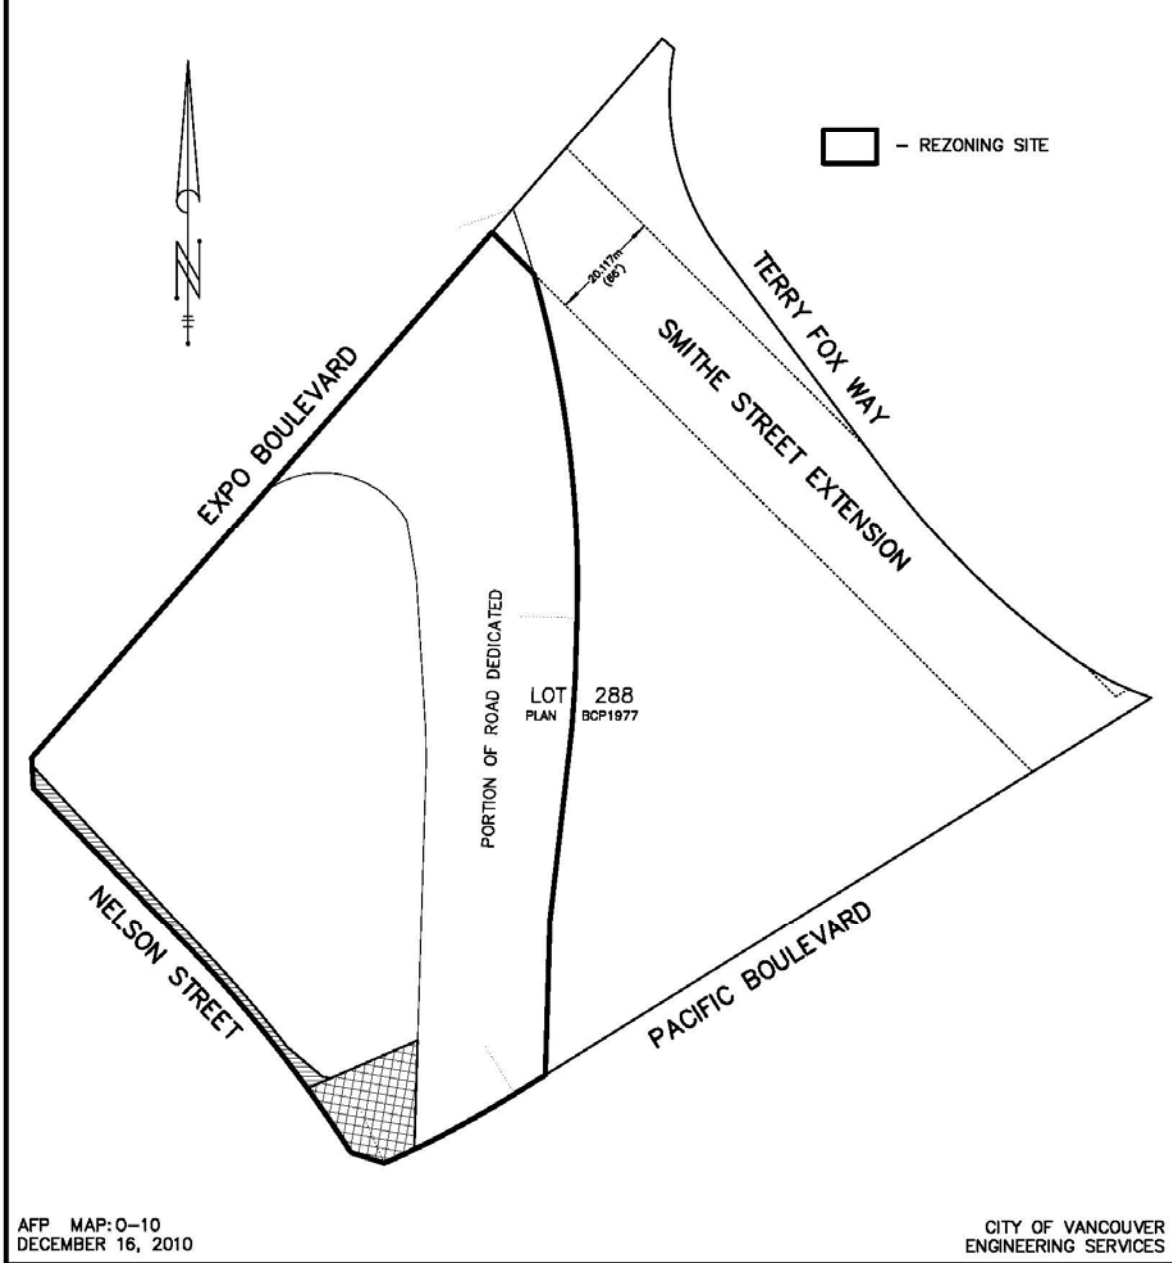 N
– REZONING SITE
20.117m
(66')
TERRY FOX WAY
SMITHE STREET EXTENSION
EXPO BOULEVARD
PORTION OF ROAD DEDICATED
LOT 288
PLAN BCP1977
NELSON STREET
PACIFIC BOULEVARD
AFP MAP: O–10
DECEMBER 16, 2010
CITY OF VANCOUVER
ENGINEERING SERVICES